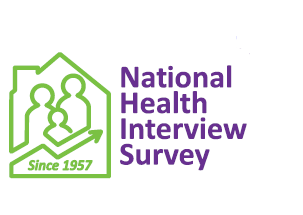 National
Health
Interview
Survey
Since 1957